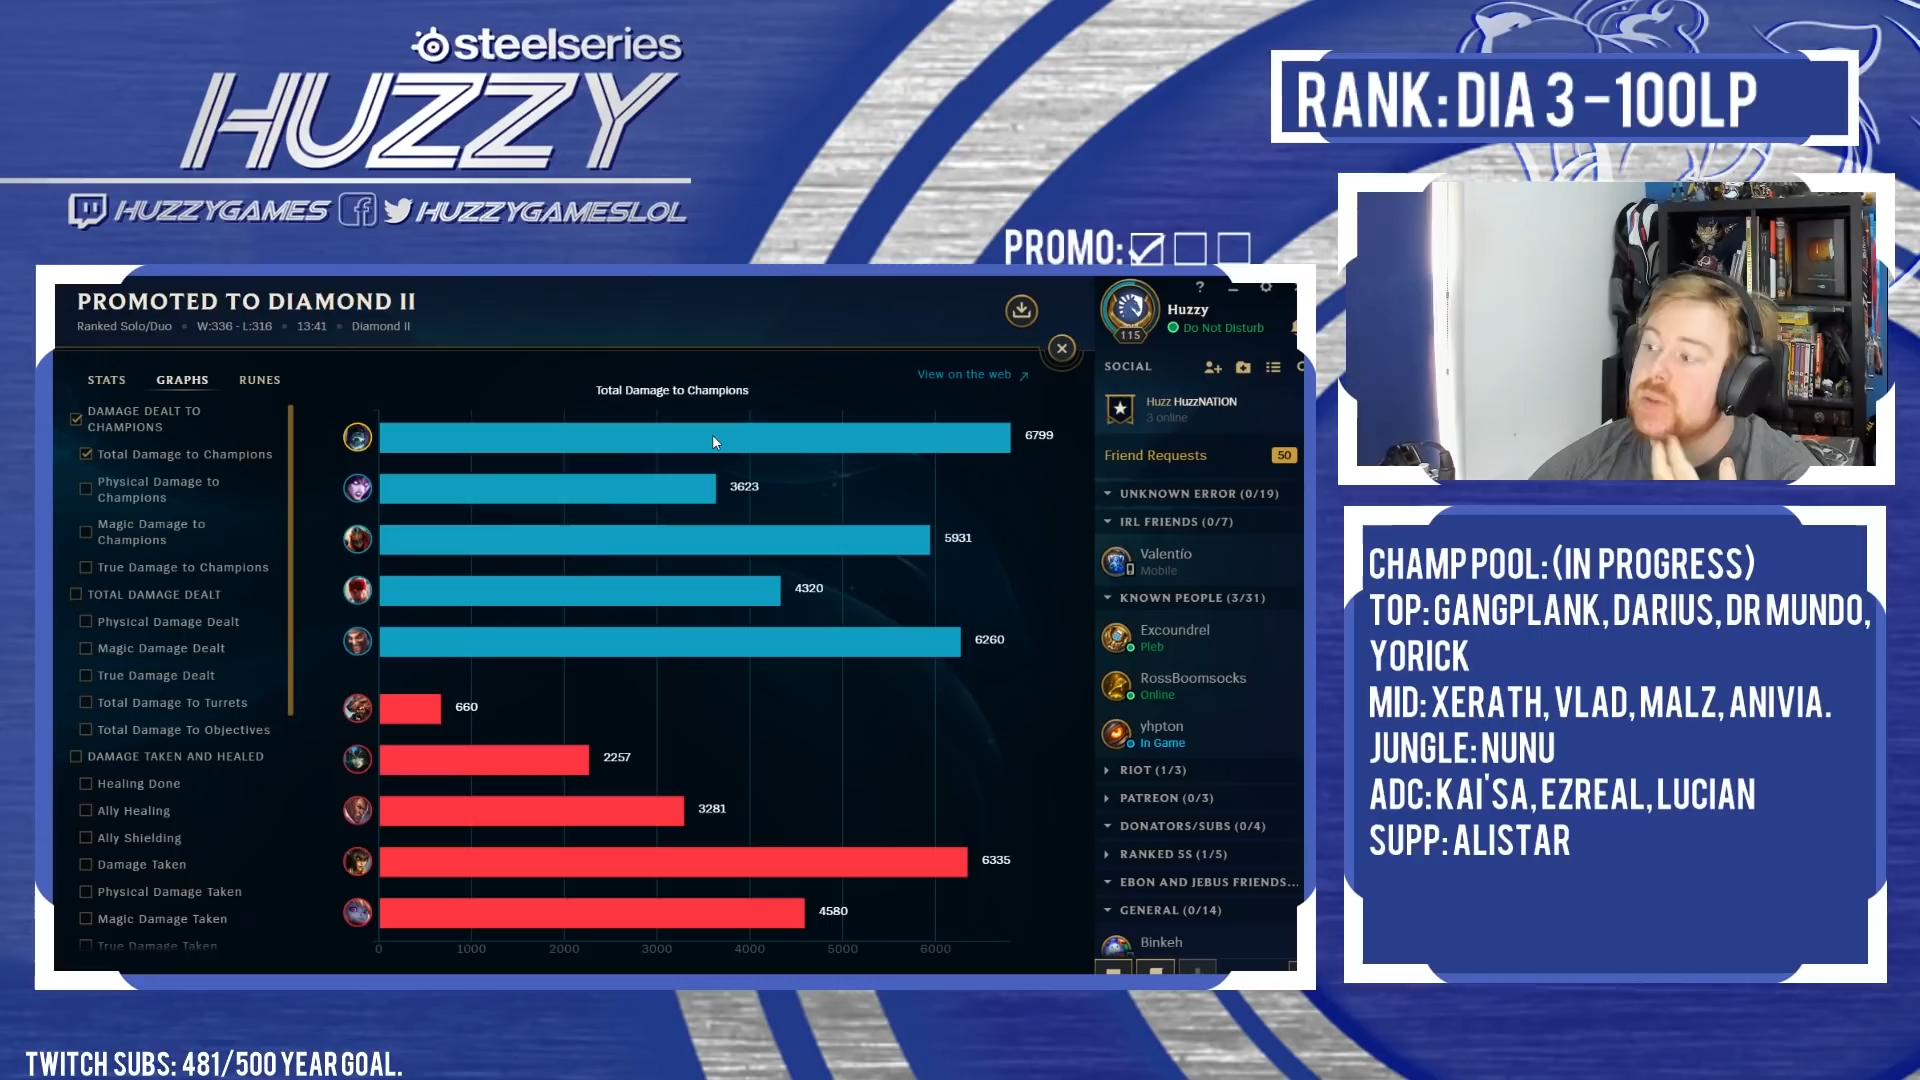 steelseries
HUZZY
HUZZYGAMES HUZZYGAMESLOL
RANK: DIA 3 - 100LP
PROMO:
PROMOTED TO DIAMOND II
Ranked Solo/Duo • W:336 - L:316 • 13:41 • Diamond II
STATS GRAPHS RUNES
View on the web
Total Damage to Champions
DAMAGE DEALT TO
CHAMPIONS
Total Damage to Champions
Physical Damage to
Champions
Magic Damage to
Champions
True Damage to Champions
TOTAL DAMAGE DEALT
Physical Damage Dealt
Magic Damage Dealt
True Damage Dealt
Total Damage To Turrets
Total Damage To Objectives
DAMAGE TAKEN AND HEALED
Healing Done
Ally Healing
Ally Shielding
Damage Taken
Physical Damage Taken
Magic Damage Taken
True Damage Taken
6799
3623
5931
4320
6260
660
2257
3281
6335
4580
0 1000 2000 3000 4000 5000 6000
?
115
Huzzy
Do Not Disturb
SOCIAL
Huzz HuzzNATION
3 online
Friend Requests 50
UNKNOWN ERROR (0/19)
IRL FRIENDS (0/7)
Valentío
Mobile
KNOWN PEOPLE (3/31)
Excoundrel
Pleb
RossBoomsocks
Online
yhpton
In Game
RIOT (1/3)
PATREON (0/3)
DONATORS/SUBS (0/4)
RANKED 5S (1/5)
EBON AND JEBUS FRIENDS...
GENERAL (0/14)
Binkeh
CHAMP POOL: (IN PROGRESS)
TOP: GANGPLANK, DARIUS, DR MUNDO,
YORICK
MID: XERATH, VLAD, MALZ, ANIVIA.
JUNGLE: NUNU
ADC: KAI'SA, EZREAL, LUCIAN
SUPP: ALISTAR
TWITCH SUBS: 481/500 YEAR GOAL.